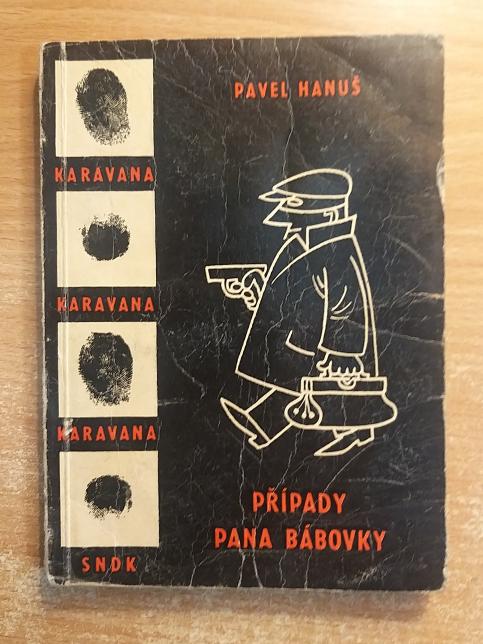 PAVEL HANUŠ
KARAVANA
KARAVANA
KARAVANA
PŘÍPADY
PANA BÁBOVKY
SNDK